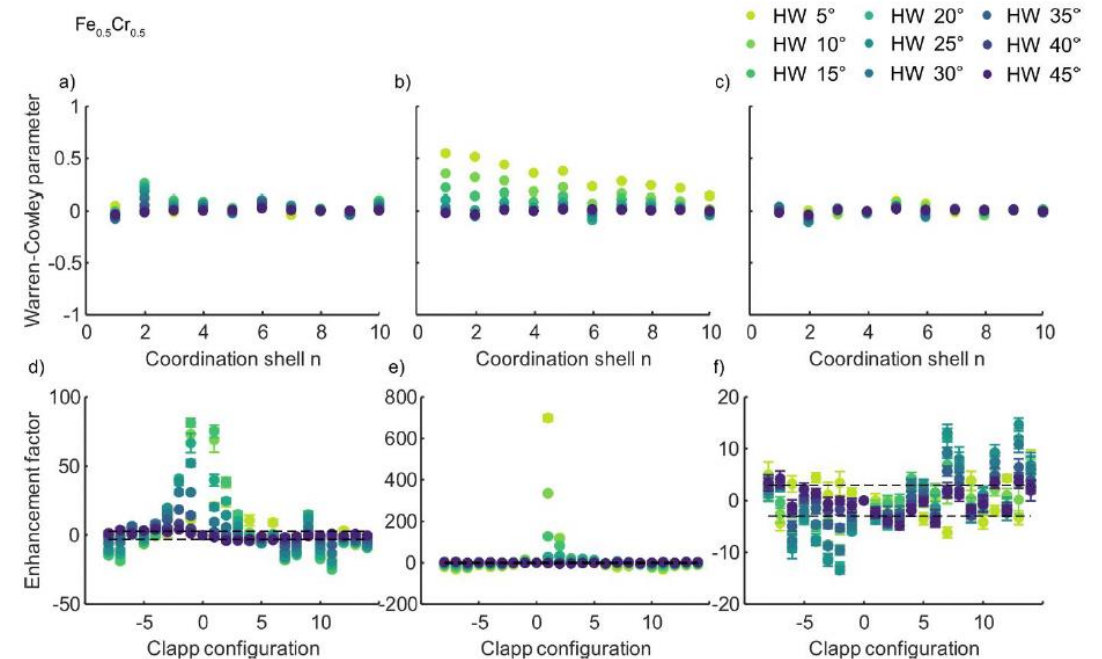 Fe0.5Cr0.5
HW 5° HW 20° HW 35°
HW 10° HW 25° HW 40°
HW 15° HW 30° HW 45°
a) b) c)
Warren-Cowley parameter
1
0.5
0
-0.5
-1
0 2 4 6 8 10 0 2 4 6 8 10 0 2 4 6 8 10
Coordination shell n Coordination shell n Coordination shell n
d) e) f)
Enhancement factor
100 800 20
600
50 10
400
0 200 0
0 -10
-50 -200 -20
-5 0 5 10 -5 0 5 10 -5 0 5 10
Clapp configuration Clapp configuration Clapp configuration